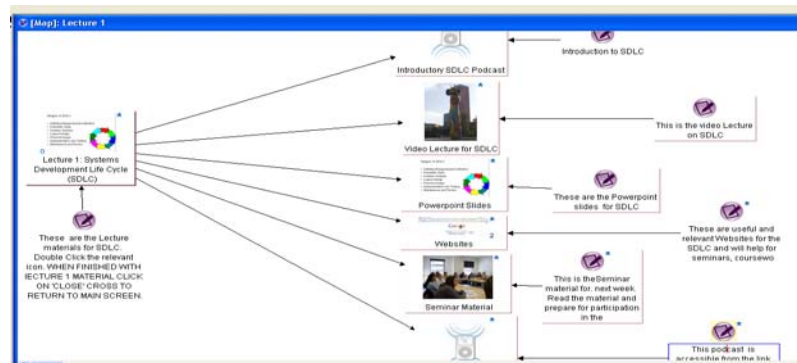 [Map]: Lecture 1
Introduction to SDLC
Introductory SDLC Podcast
This is the video Lecture
on SDLC
Video Lecture for SDLC
Lecture 1: Systems
Development Life Cycle
(SDLC)
Powerpoint Slides
These are the Powerpoint
slides for SDLC
These are the Lecture
materials for SDLC.
Double Click the relevant
Icon. WHEN FINISHED WITH
lECTURE 1 MATERIAL CLICK
ON 'CLOSE' CROSS TO
RETURN TO MAIN SCREEN.
Google
2
Websites
These are useful and
relevant Websites for the
SDLC and will help for
seminars, coursewo
This is theSeminar
material for. next week.
Read the material and
prepare for participation
in the
Seminar Material
This podcast is
accessible from the link